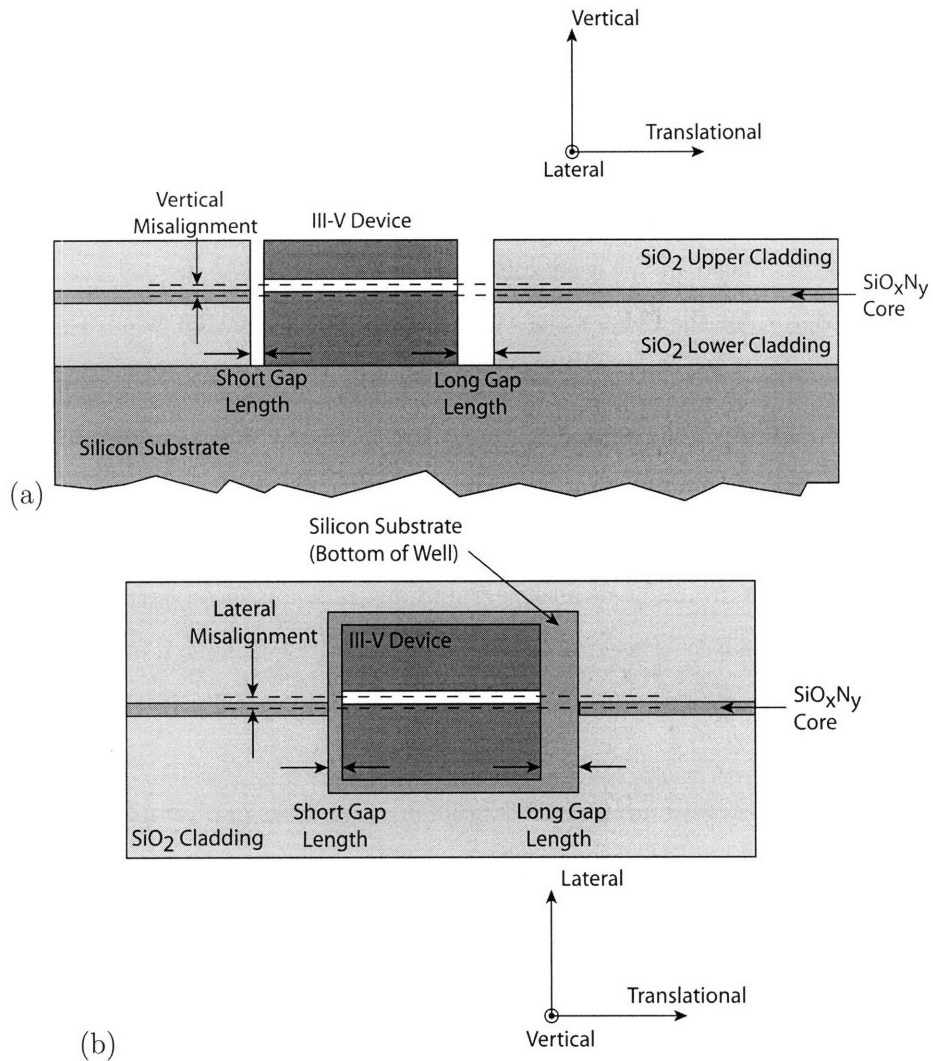 Vertical
Translational
Lateral
Vertical
Misalignment
III-V Device
SiO2 Upper Cladding
SiOxNy
Core
SiO2 Lower Cladding
Short Gap
Length
Long Gap
Length
Silicon Substrate
(a)
Silicon Substrate
(Bottom of Well)
Lateral
Misalignment
III-V Device
SiOxNy
Core
Short Gap
Length
Long Gap
Length
SiO2 Cladding
Lateral
Translational
Vertical
(b)